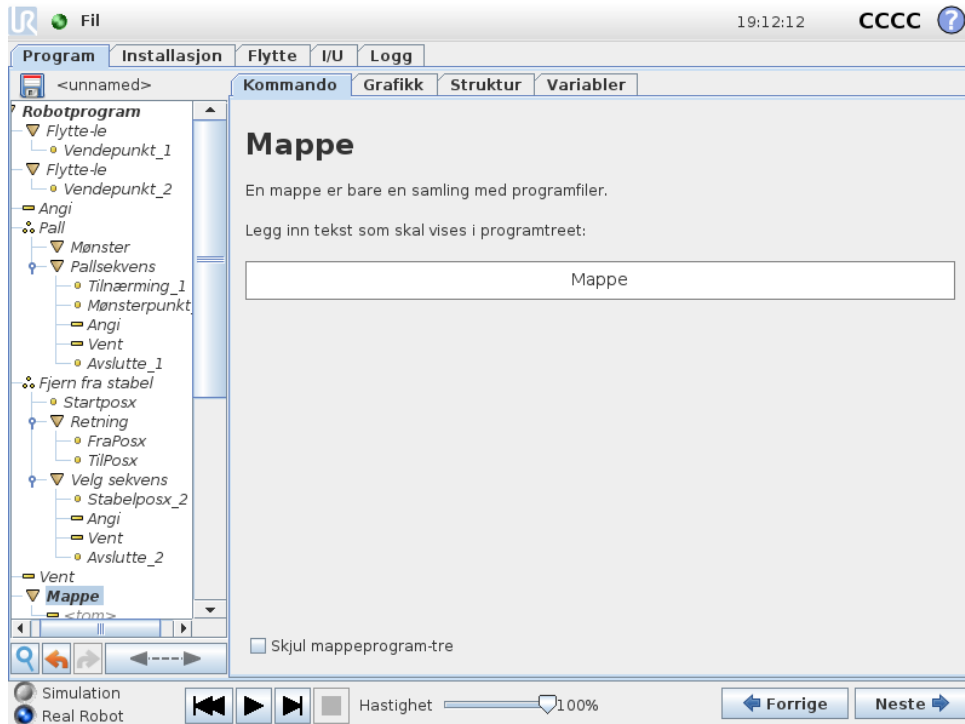 UR Fil 19:12:12 CCCC ?
Program Installasjon Flytte I/U Logg
<unnamed>
Kommando Grafikk Struktur Variabler
Robotprogram
Flytte-le
Vendepunkt_1
Flytte-le
Vendepunkt_2
Angi
Pall
Mønster
Pallsekvens
Tilnærming_1
Mønsterpunkt
Angi
Vent
Avslutte_1
Fjern fra stabel
Startposx
Retning
FraPosx
TilPosx
Velg sekvens
Stabelposx_2
Angi
Vent
Avslutte_2
Vent
Mappe
<tom>
Mappe
En mappe er bare en samling med programfiler.
Legg inn tekst som skal vises i programtreet:
Mappe
Skjul mappeprogram-tre
Simulation
Real Robot
Hastighet 100%
Forrige Neste